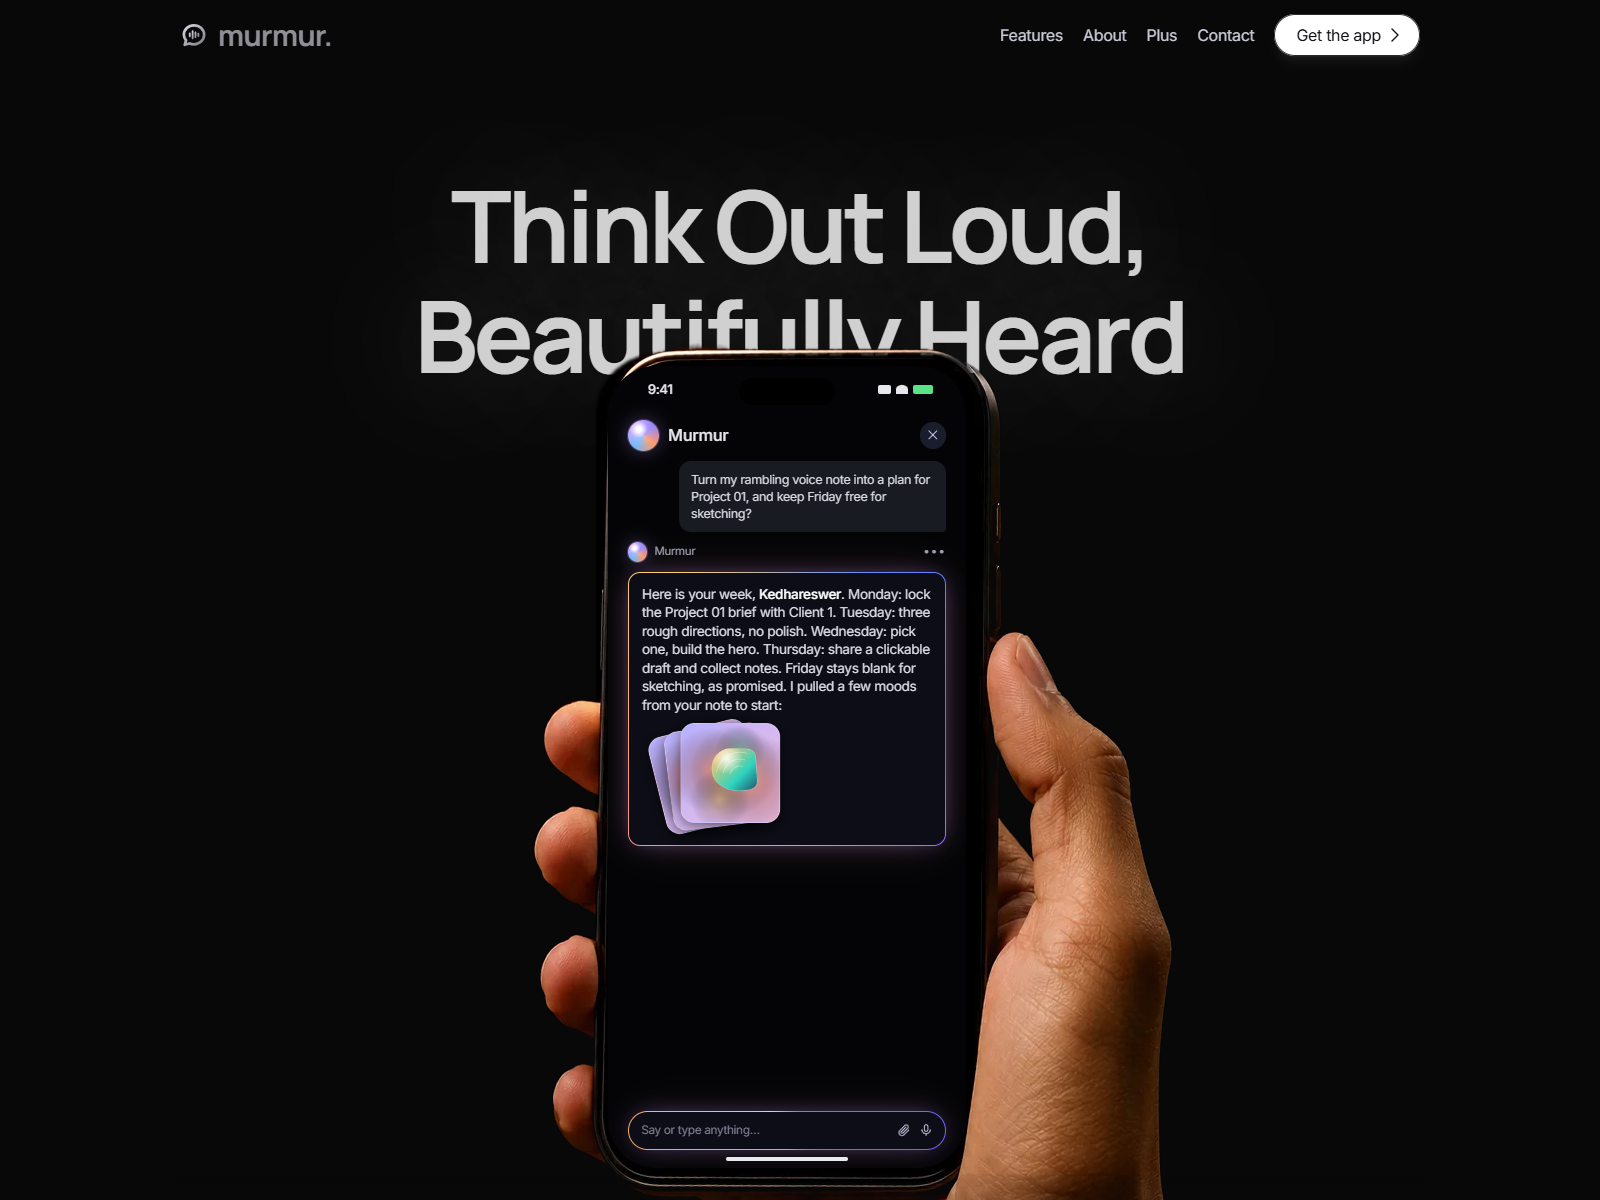 murmur.
Features
About
Plus
Contact
Get the app
Think Out Loud,
Beautifully Heard
9:41
Murmur
Turn my rambling voice note into a plan for
Project 01, and keep Friday free for
sketching?
Murmur
Here is your week, Kedhareswer. Monday: lock
the Project 01 brief with Client 1. Tuesday: three
rough directions, no polish. Wednesday: pick
one, build the hero. Thursday: share a clickable
draft and collect notes. Friday stays blank for
sketching, as promised. I pulled a few moods
from your note to start:
Say or type anything...